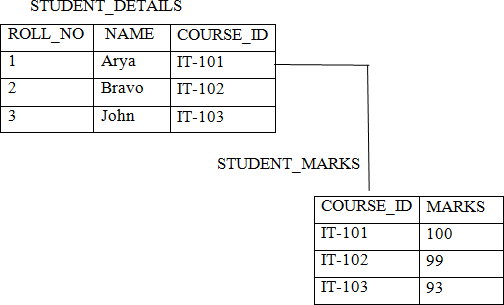 STUDENT_DETAILS
ROLL_NO NAME COURSE_ID
1 Arya IT-101
2 Bravo IT-102
3 John IT-103
STUDENT_MARKS
COURSE_ID MARKS
IT-101 100
IT-102 99
IT-103 93